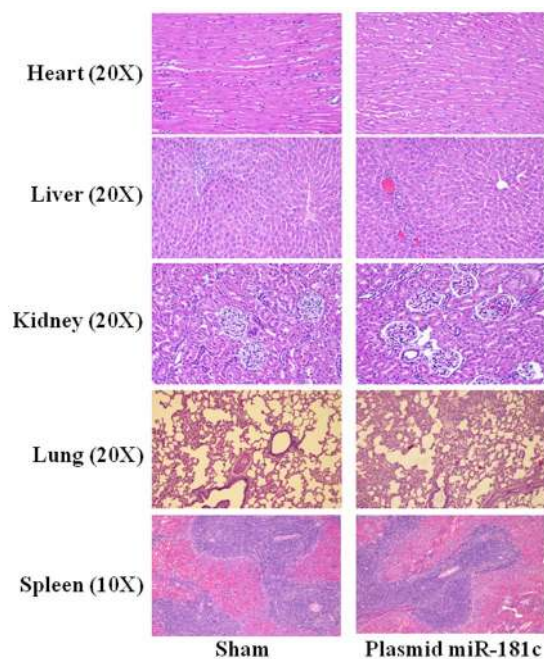 Heart (20X)
Liver (20X)
Kidney (20X)
Lung (20X)
Spleen (10X)
Sham
Plasmid miR-181c